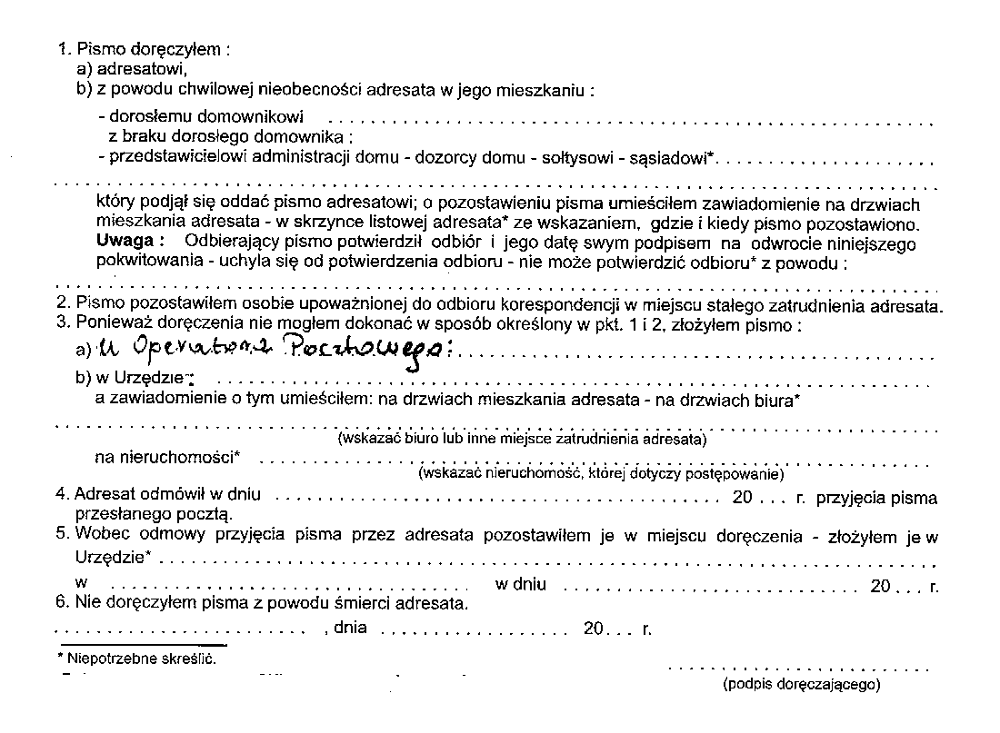 1. Pismo doręczyłem :
a) adresatowi,
b) z powodu chwilowej nieobecności adresata w jego mieszkaniu :
- dorosłemu domownikowi ..........
z braku dorosłego domownika :
- przedstawicielowi administracji domu - dozorcy domu - sołtysowi - sąsiadowi*..........
..........
który podjął się oddać pismo adresatowi; o pozostawieniu pisma umieściłem zawiadomienie na drzwiach
mieszkania adresata - w skrzynce listowej adresata* ze wskazaniem, gdzie i kiedy pismo pozostawiono.
Uwaga : Odbierający pismo potwierdził odbiór i jego datę swym podpisem na odwrocie niniejszego
pokwitowania - uchyla się od potwierdzenia odbioru - nie może potwierdzić odbioru* z powodu :
..........
2. Pismo pozostawiłem osobie upoważnionej do odbioru korespondencji w miejscu stałego zatrudnienia adresata.
3. Ponieważ doręczenia nie mogłem dokonać w sposób określony w pkt. 1 i 2, złożyłem pismo :
a) U Operatora Pocztowego: ..........
b) w Urzędzie : ..........
a zawiadomienie o tym umieściłem: na drzwiach mieszkania adresata - na drzwiach biura*
..........
(wskazać biuro lub inne miejsce zatrudnienia adresata)
na nieruchomości* ..........
(wskazać nieruchomość, której dotyczy postępowanie)
4. Adresat odmówił w dniu .......... 20 ... r. przyjęcia pisma
przesłanego pocztą.
5. Wobec odmowy przyjęcia pisma przez adresata pozostawiłem je w miejscu doręczenia - złożyłem je w
Urzędzie* ..........
w .......... w dniu .......... 20 ... r.
6. Nie doręczyłem pisma z powodu śmierci adresata.
.........., dnia .......... 20 ... r.
* Niepotrzebne skreślić.
..........
(podpis doręczającego)